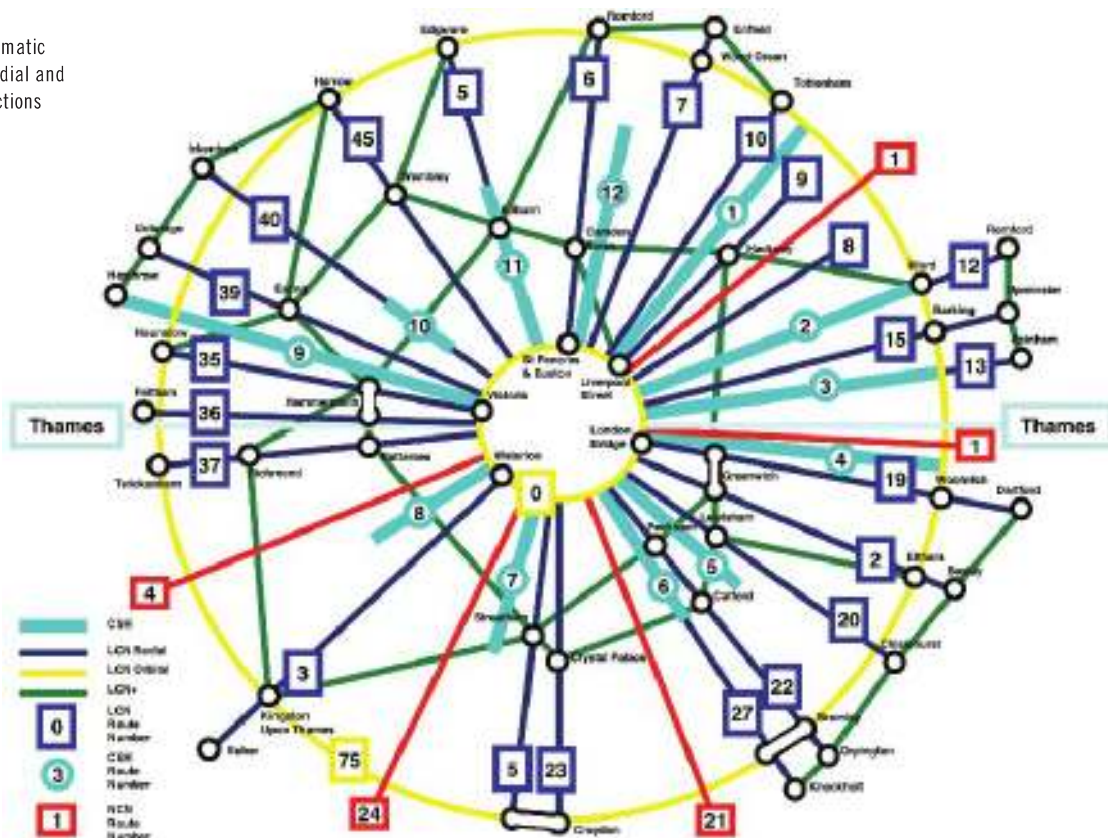 matic
dial and
ctions
Romford
Enfield
Edgware
Wood Green
Tottenham
Harrow
6
5
7
45
10
1
9
12
Wembley
Uxbridge
40
1
8
Hackney
Romford
12
Ilford
39
11
Upminster
Ealing
2
Barking
10
15
Rainham
Hounslow
9
St Pancras
& Euston
13
35
3
Liverpool
Street
Feltham
Victoria
Thames
36
Hammersmith
Thames
London
Bridge
1
Battersea
Waterloo
4
37
Richmond
Greenwich
19
Woolwich
Twickenham
0
Dartford
8
Lewisham
Peckham
2
Eltham
7
5
4
6
Catford
Streatham
20
CSH
Chislehurst
LCN Radial
Crystal Palace
LCN Orbital
3
22
LCN+
27
0
LCN
Route
Number
Kingston
Upon Thames
Bromley
75
Orpington
3
CSH
Route
Number
5
23
Knockholt
24
21
1
NCN
Route
Number
Croydon